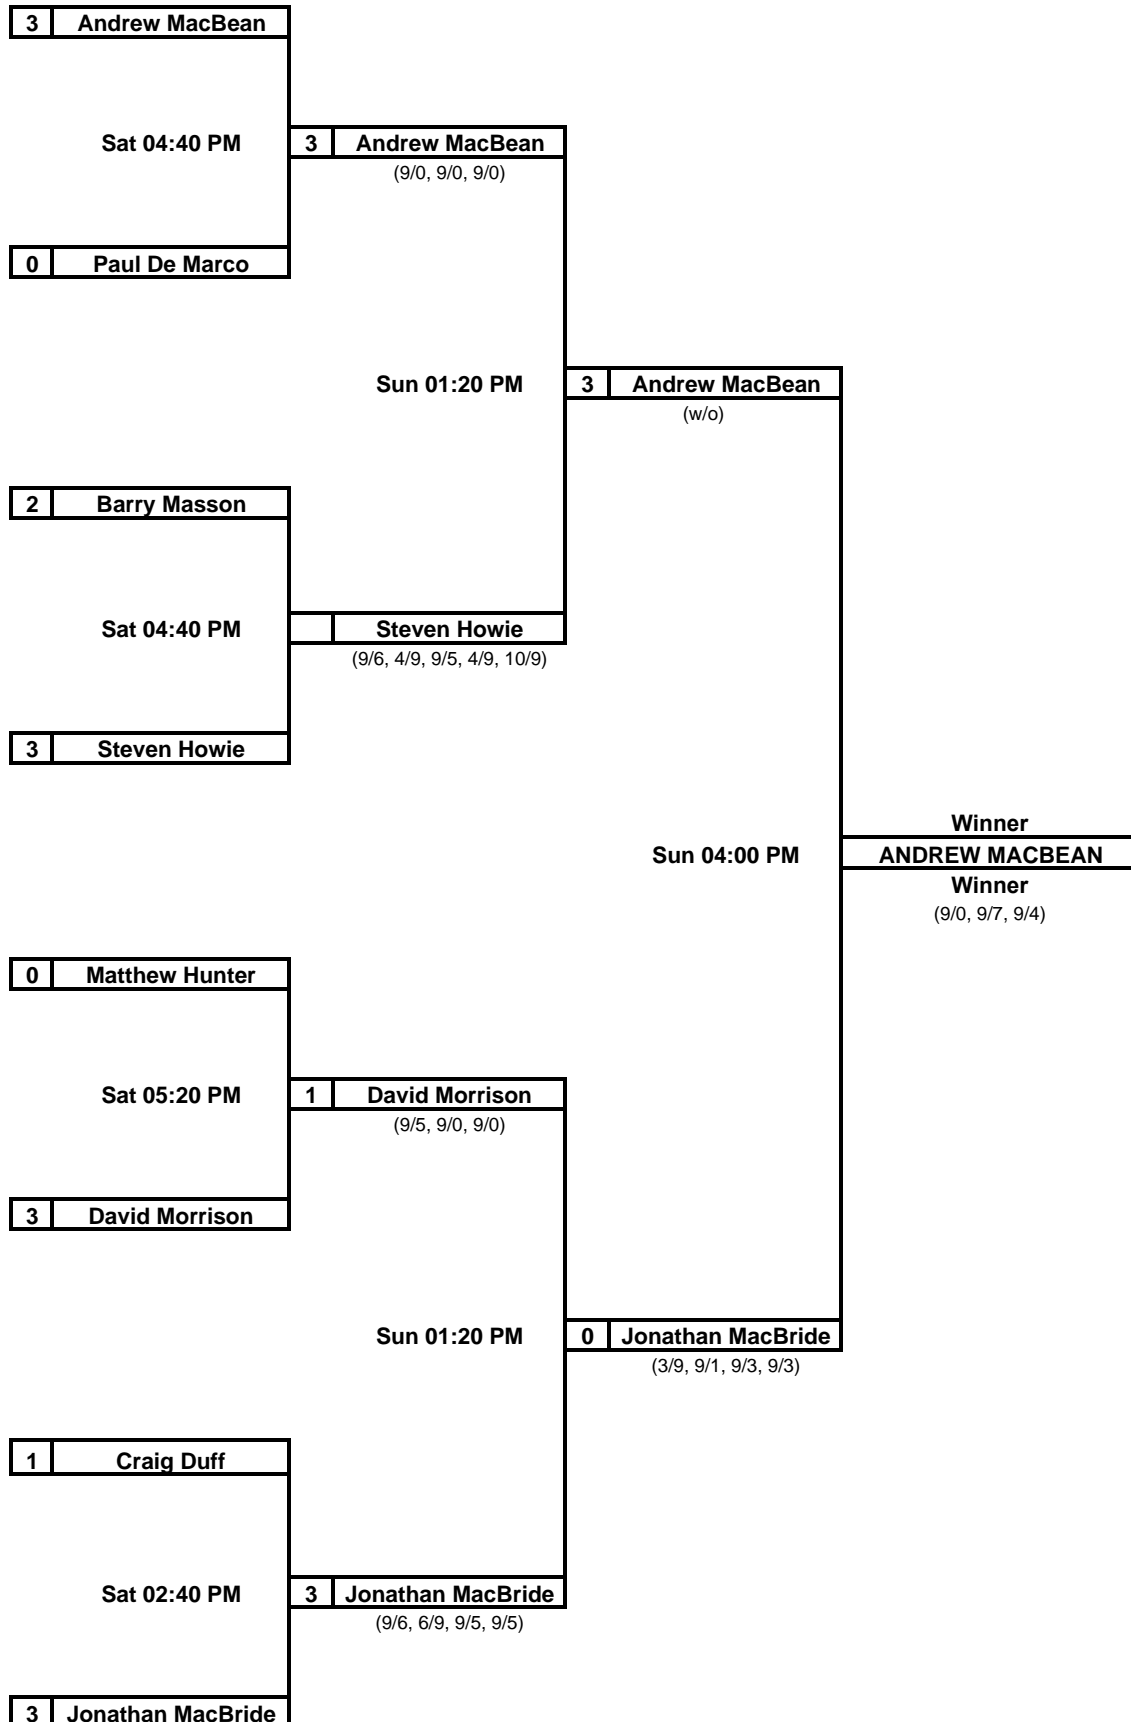 3 Andrew MacBean
Sat 04:40 PM
3 Andrew MacBean
(9/0, 9/0, 9/0)
0 Paul De Marco
Sun 01:20 PM
3 Andrew MacBean
(w/o)
2 Barry Masson
Sat 04:40 PM
Steven Howie
(9/6, 4/9, 9/5, 4/9, 10/9)
3 Steven Howie
Winner
Sun 04:00 PM
ANDREW MACBEAN
Winner
(9/0, 9/7, 9/4)
0 Matthew Hunter
Sat 05:20 PM
1 David Morrison
(9/5, 9/0, 9/0)
3 David Morrison
Sun 01:20 PM
0 Jonathan MacBride
(3/9, 9/1, 9/3, 9/3)
1 Craig Duff
Sat 02:40 PM
3 Jonathan MacBride
(9/6, 6/9, 9/5, 9/5)
3 Jonathan MacBride